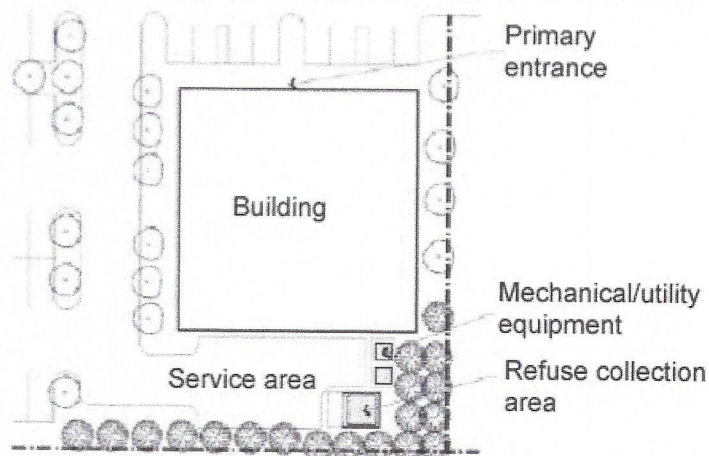 Primary
entrance
Building
Mechanical/utility
equipment
Service area
Refuse collection
area